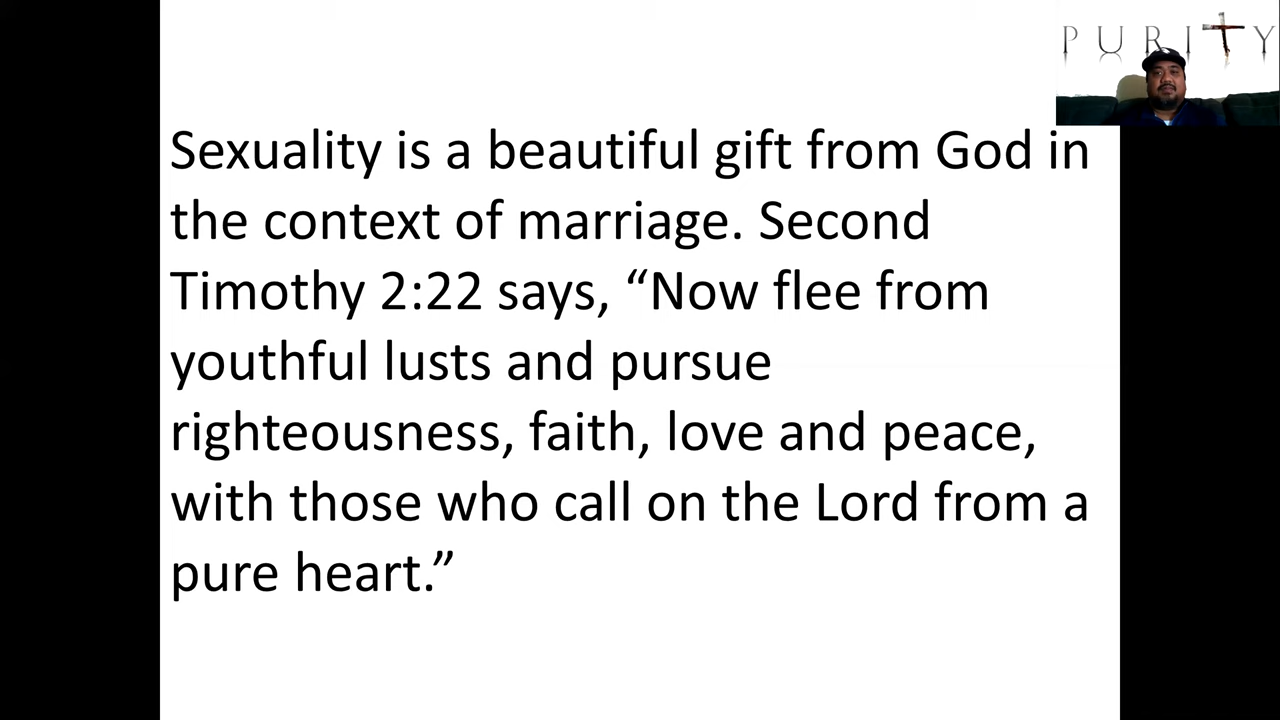 PURITY
Sexuality is a beautiful gift from God in
the context of marriage. Second
Timothy 2:22 says, “Now flee from
youthful lusts and pursue
righteousness, faith, love and peace,
with those who call on the Lord from a
pure heart.”